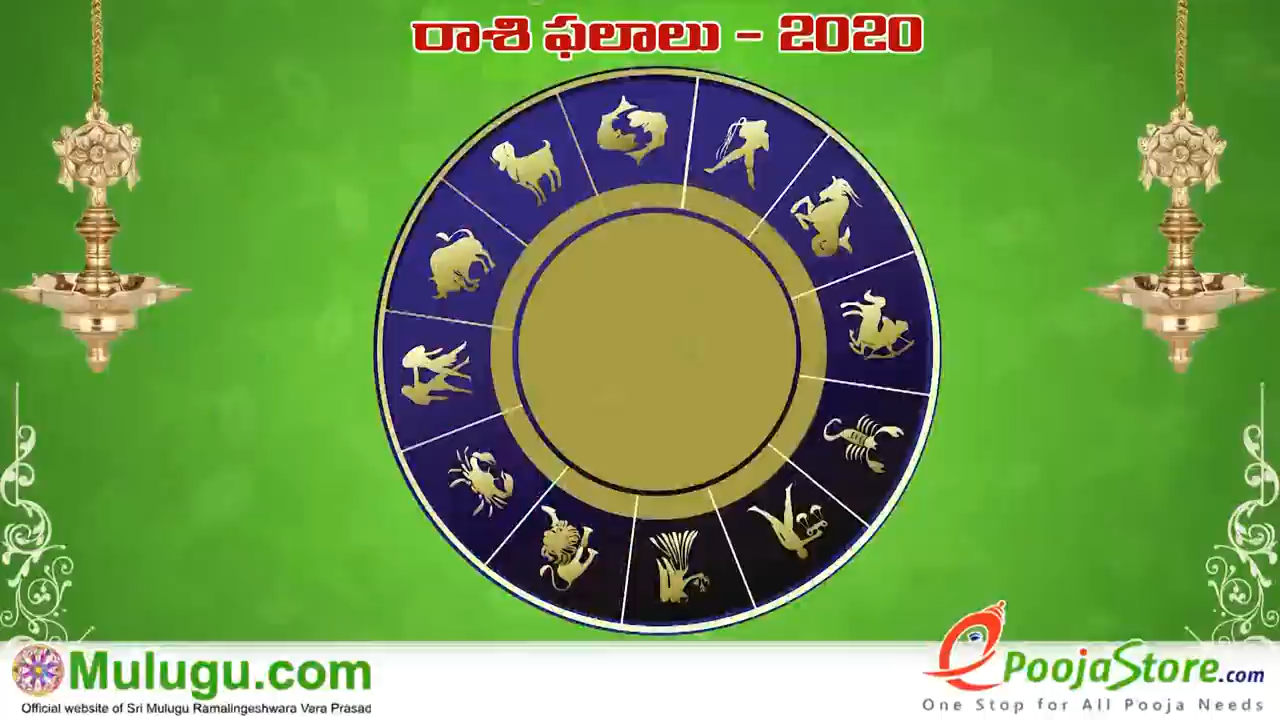 రాశి ఫలాలు - 2020
Mulugu.com
Official website of Sri Mulugu Ramalingeshwara Vara Prasad
ePoojaStore.com
One Stop for All Pooja Needs